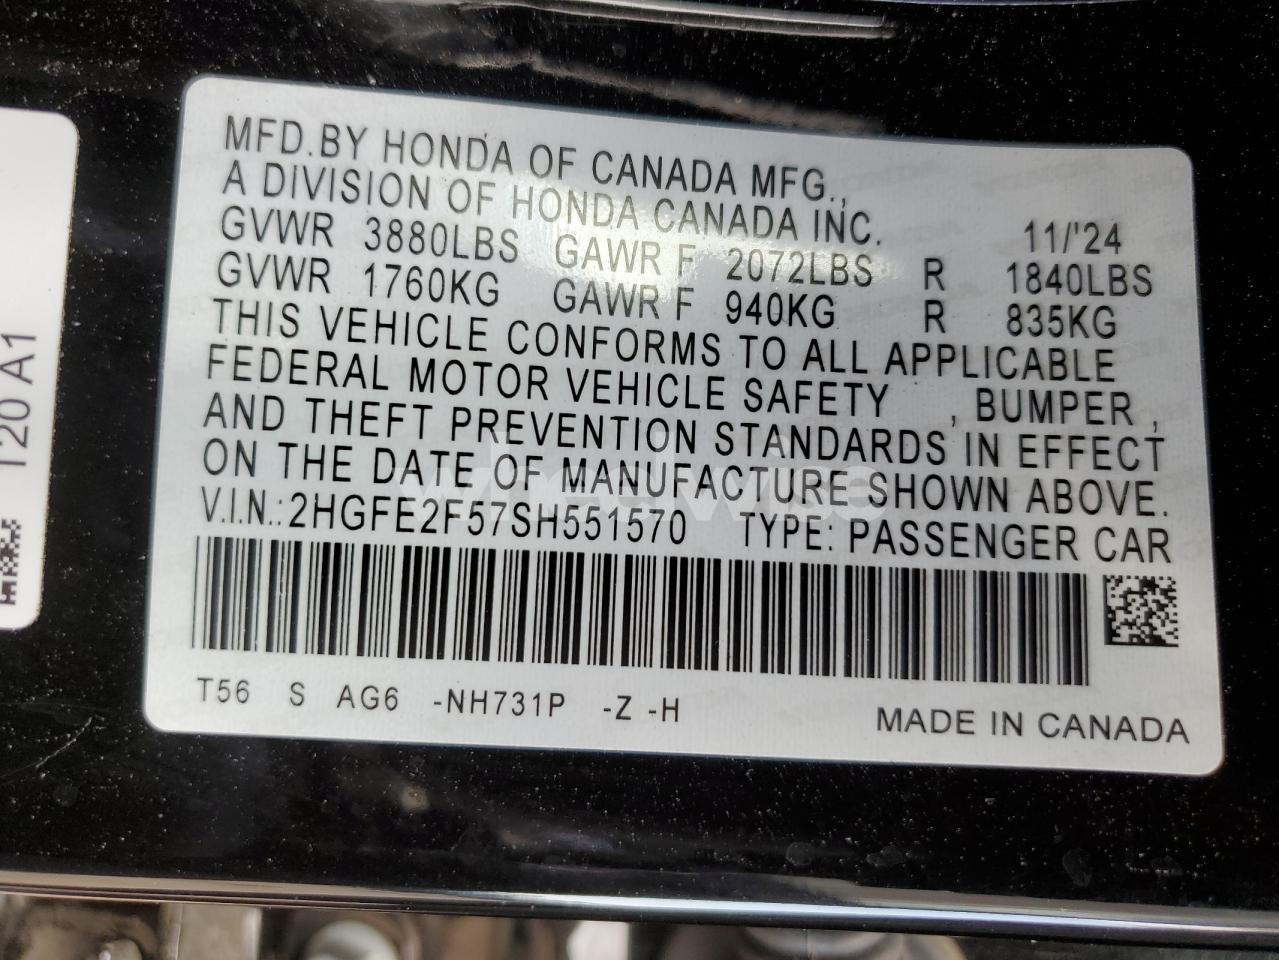 MFD.BY HONDA OF CANADA MFG.,
A DIVISION OF HONDA CANADA INC. 11/'24
GVWR 3880LBS GAWR F 2072LBS R 1840LBS
GVWR 1760KG GAWR F 940KG R 835KG
THIS VEHICLE CONFORMS TO ALL APPLICABLE
FEDERAL MOTOR VEHICLE SAFETY , BUMPER ,
AND THEFT PREVENTION STANDARDS IN EFFECT
ON THE DATE OF MANUFACTURE SHOWN ABOVE.
V.I.N.:2HGFE2F57SH551570 TYPE: PASSENGER CAR
T56 S AG6 -NH731P -Z -H
MADE IN CANADA
120 A1
wheelwise